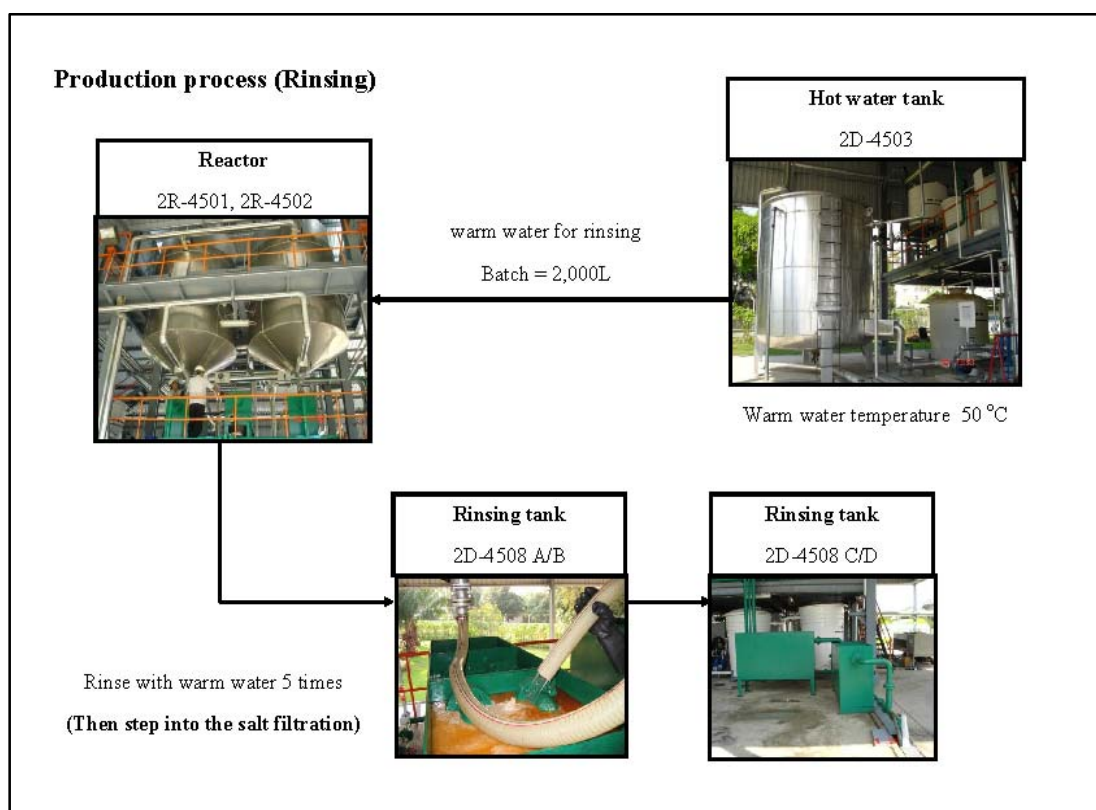 Production process (Rinsing)
Hot water tank
2D-4503
Reactor
2R-4501, 2R-4502
warm water for rinsing
Batch = 2,000L
Warm water temperature 50 °C
Rinsing tank
2D-4508 A/B
Rinsing tank
2D-4508 C/D
Rinse with warm water 5 times
(Then step into the salt filtration)